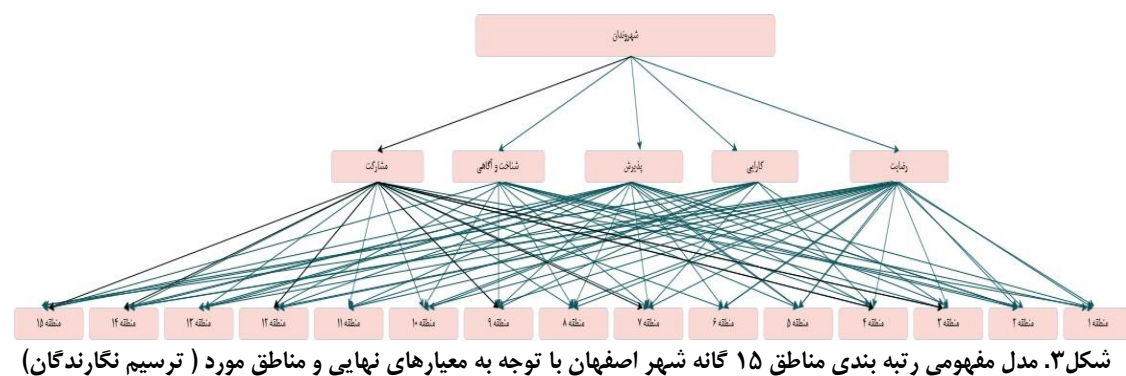 شهروندان
رضایت کارایی پذیرش شناخت و آگاهی مشارکت
منطقه ۱ منطقه ۲ منطقه ۳ منطقه ۴ منطقه ۵ منطقه ۶ منطقه ۷ منطقه ۸ منطقه ۹ منطقه ۱۰ منطقه ۱۱ منطقه ۱۲ منطقه ۱۳ منطقه ۱۴ منطقه ۱۵
شکل۳. مدل مفهومی رتبه بندی مناطق ۱۵ گانه شهر اصفهان با توجه به معیارهای نهایی و مناطق مورد ( ترسیم نگارندگان)